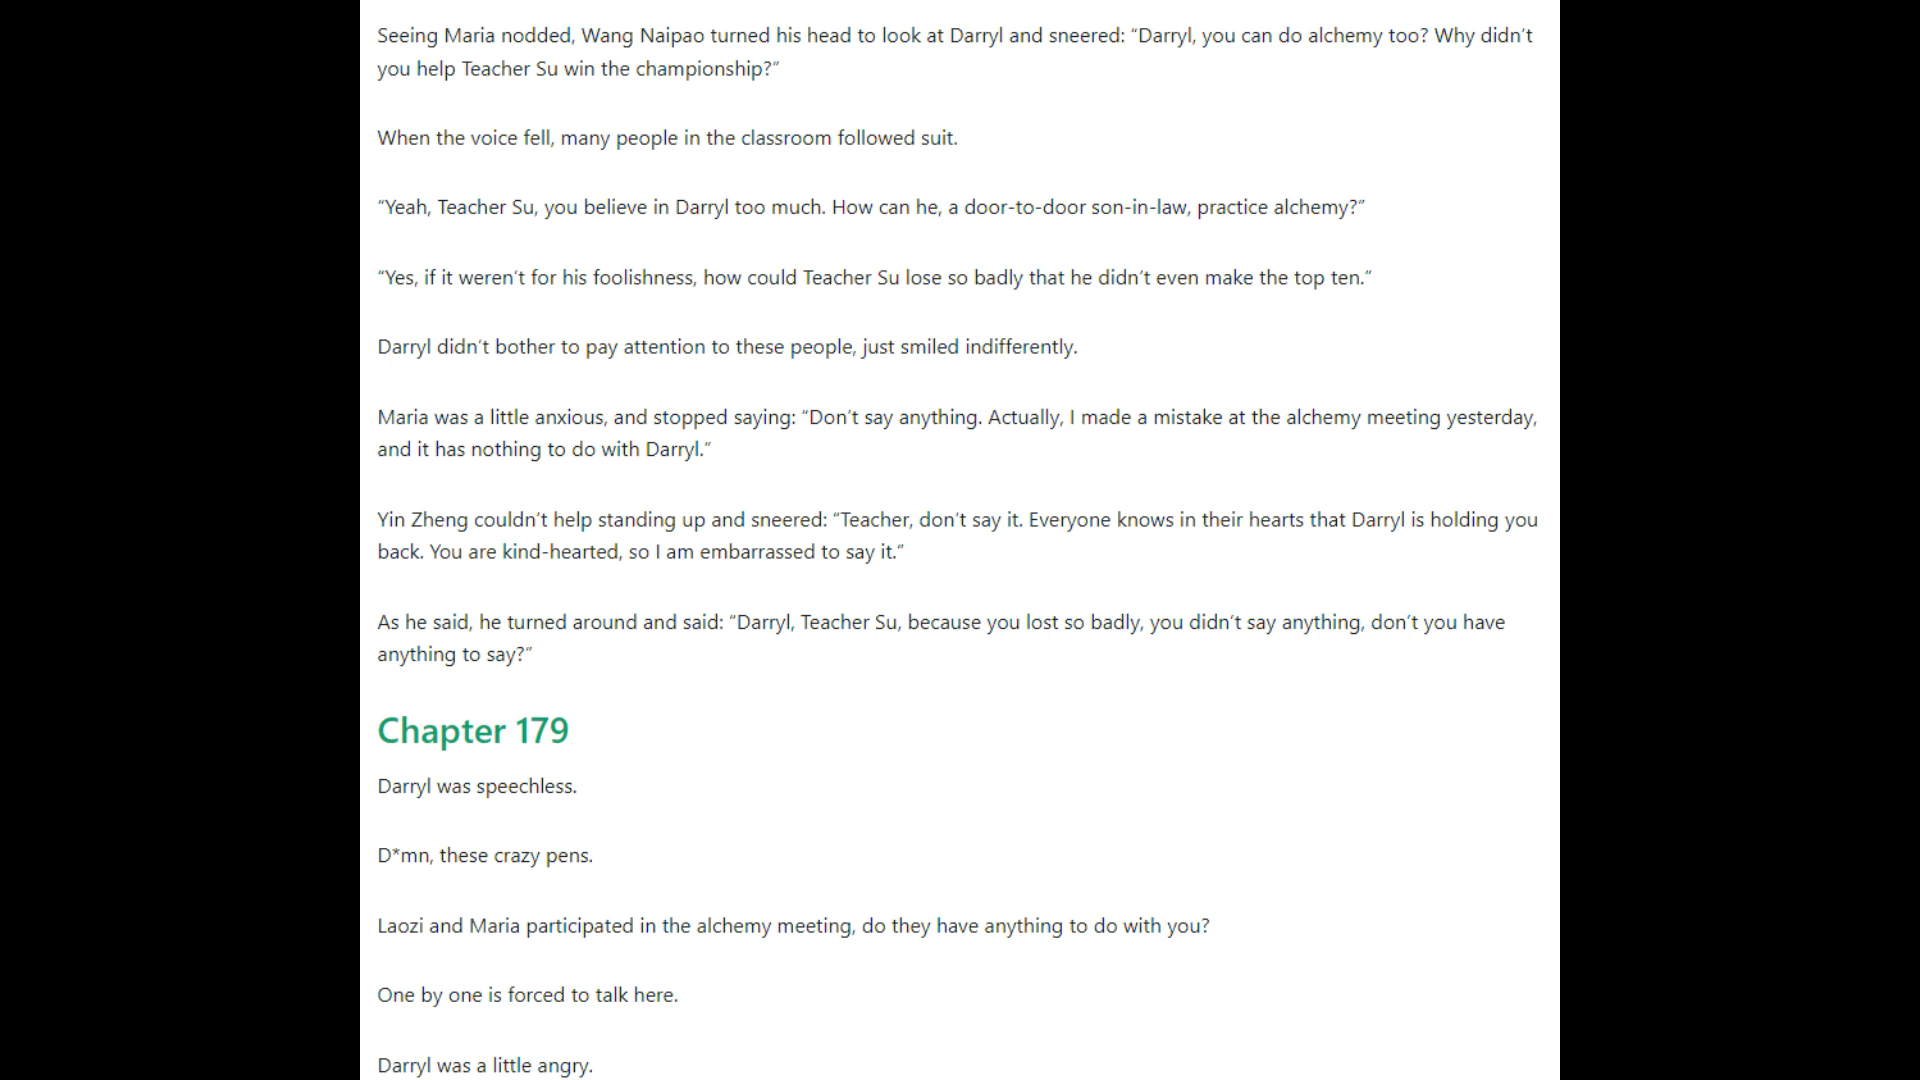 Seeing Maria nodded, Wang Naipao turned his head to look at Darryl and sneered: “Darryl, you can do alchemy too? Why didn’t
you help Teacher Su win the championship?”
When the voice fell, many people in the classroom followed suit.
“Yeah, Teacher Su, you believe in Darryl too much. How can he, a door-to-door son-in-law, practice alchemy?”
“Yes, if it weren’t for his foolishness, how could Teacher Su lose so badly that he didn’t even make the top ten.”
Darryl didn’t bother to pay attention to these people, just smiled indifferently.
Maria was a little anxious, and stopped saying: “Don’t say anything. Actually, I made a mistake at the alchemy meeting yesterday,
and it has nothing to do with Darryl.”
Yin Zheng couldn’t help standing up and sneered: “Teacher, don’t say it. Everyone knows in their hearts that Darryl is holding you
back. You are kind-hearted, so I am embarrassed to say it.”
As he said, he turned around and said: “Darryl, Teacher Su, because you lost so badly, you didn’t say anything, don’t you have
anything to say?”
Chapter 179
Darryl was speechless.
D*mn, these crazy pens.
Laozi and Maria participated in the alchemy meeting, do they have anything to do with you?
One by one is forced to talk here.
Darryl was a little angry.